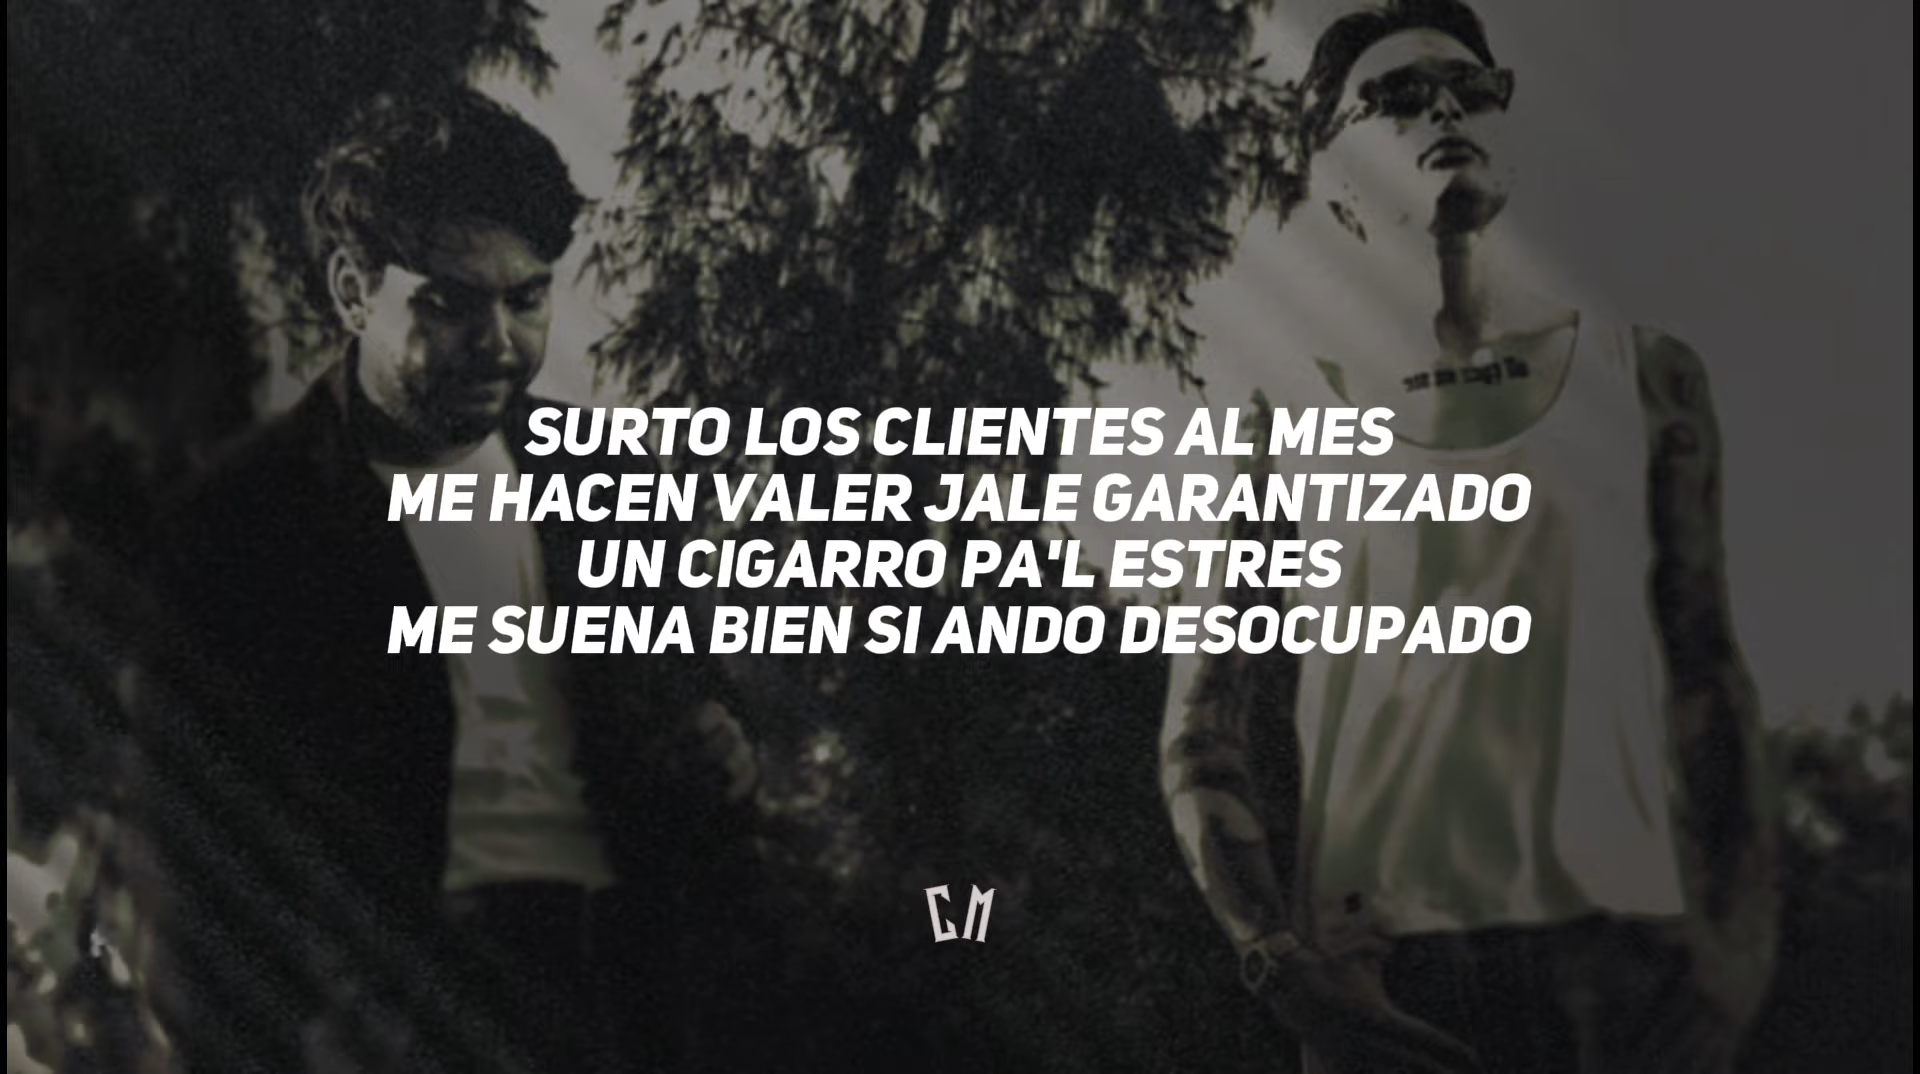 SURTO LOS CLIENTES AL MES
ME HACEN VALER JALE GARANTIZADO
UN CIGARRO PA'L ESTRES
ME SUENA BIEN SI ANDO DESOCUPADO
CM